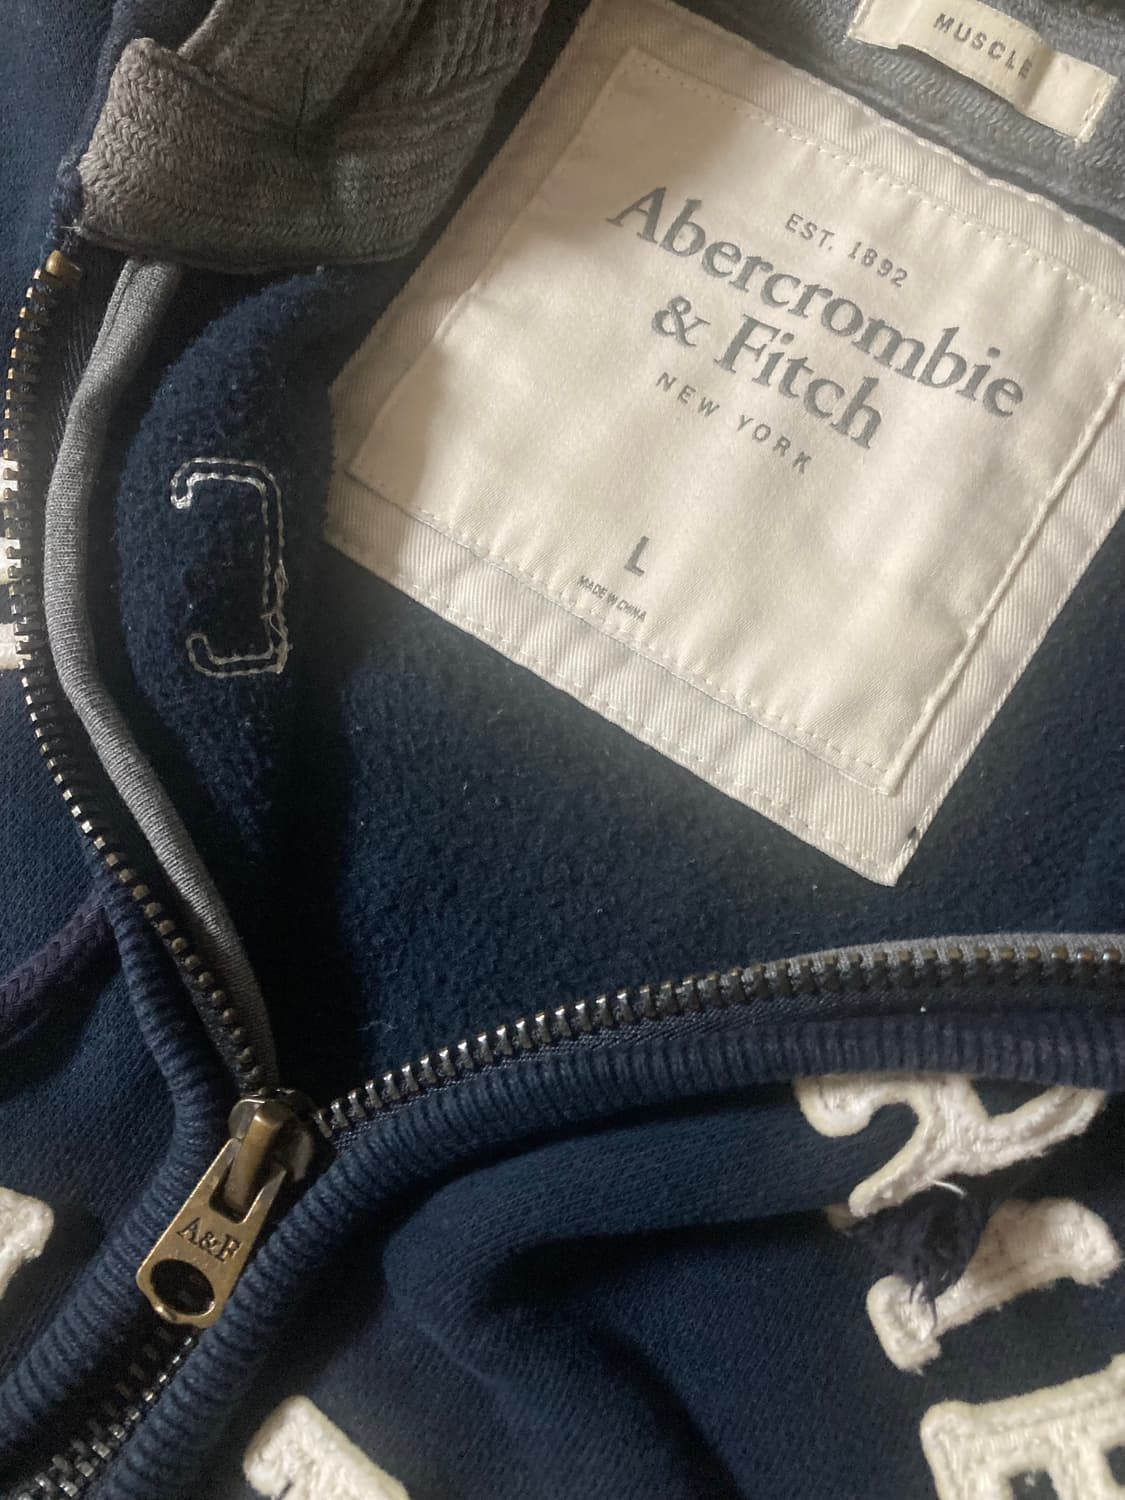 MUSCLE
EST. 1892
Abercrombie
& Fitch
NEW YORK
L
MADE IN CHINA
A&F